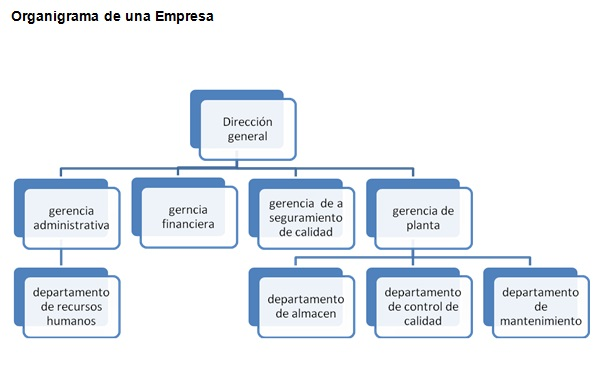 Organigrama de una Empresa
Dirección
general
gerencia
administrativa
gerncia
financiera
gerencia de a
seguramiento
de calidad
gerencia de
planta
departamento
de recursos
humanos
departamento
de almacen
departamento
de control de
calidad
departamento
de
mantenimiento